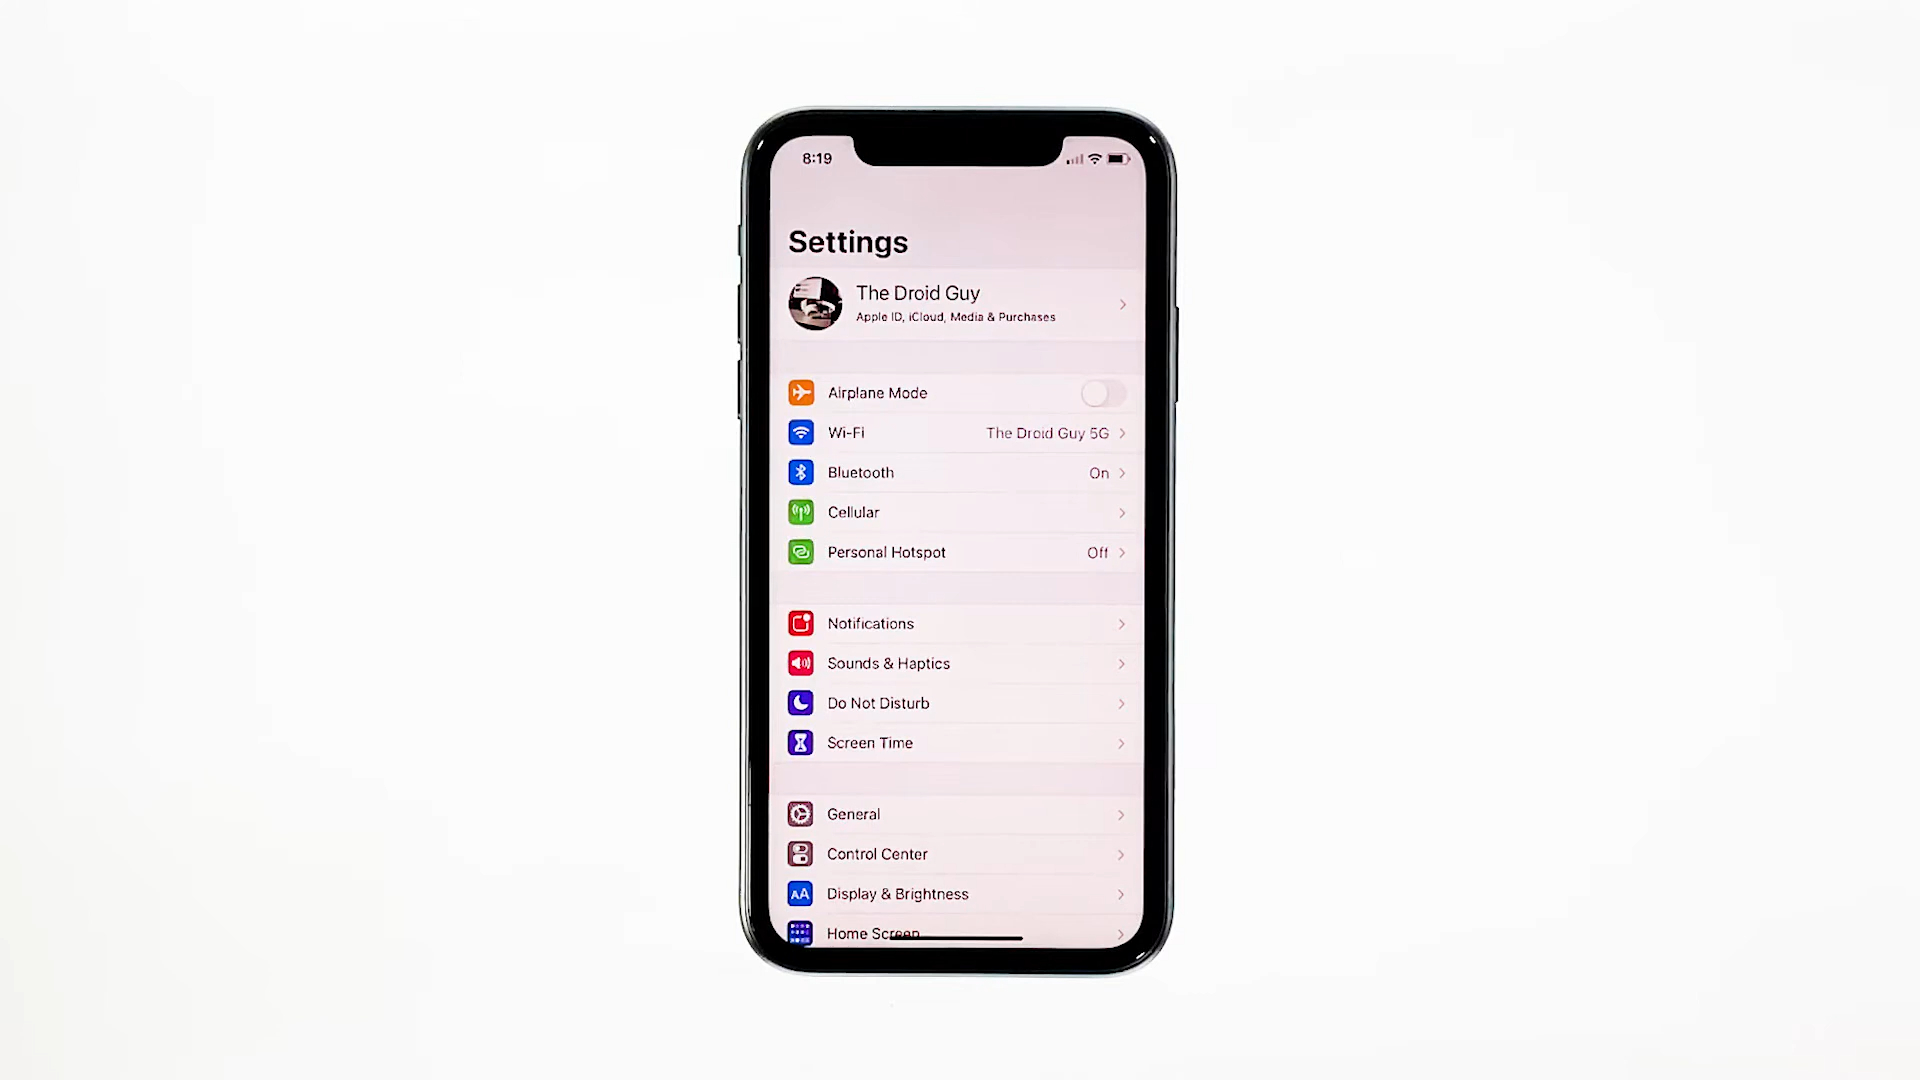 8:19
Settings
The Droid Guy
Apple ID, iCloud, Media & Purchases
Airplane Mode
Wi-Fi The Droid Guy 5G
Bluetooth On
Cellular
Personal Hotspot Off
Notifications
Sounds & Haptics
Do Not Disturb
Screen Time
General
Control Center
AA Display & Brightness
Home Screen